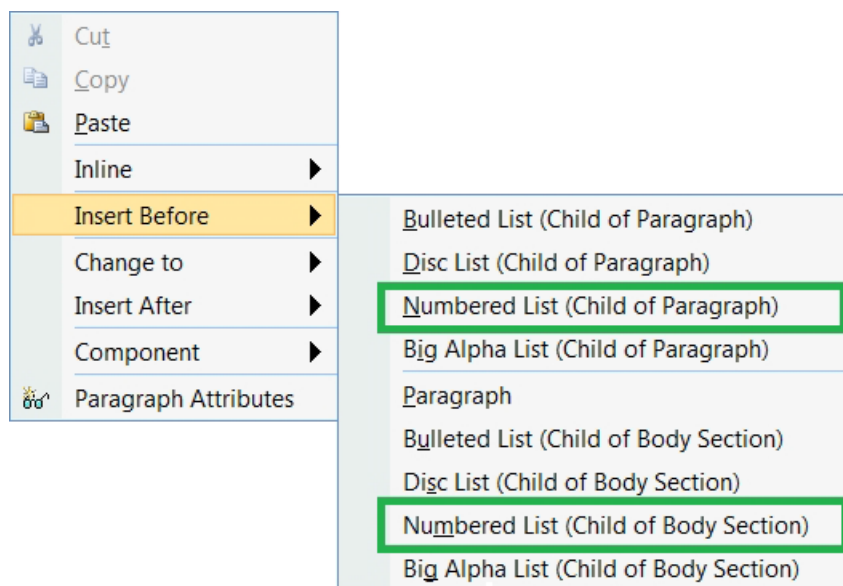 Cut
Copy
Paste
Inline
Insert Before
Change to
Insert After
Component
Paragraph Attributes
Bulleted List (Child of Paragraph)
Disc List (Child of Paragraph)
Numbered List (Child of Paragraph)
Big Alpha List (Child of Paragraph)
Paragraph
Bulleted List (Child of Body Section)
Disc List (Child of Body Section)
Numbered List (Child of Body Section)
Big Alpha List (Child of Body Section)